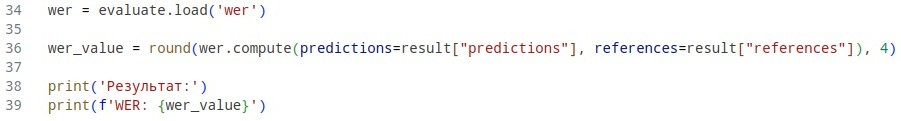 34 wer = evaluate.load('wer')
35
36 wer_value = round(wer.compute(predictions=result["predictions"], references=result["references"]), 4)
37
38 print('Результат:')
39 print(f'WER: {wer_value}')